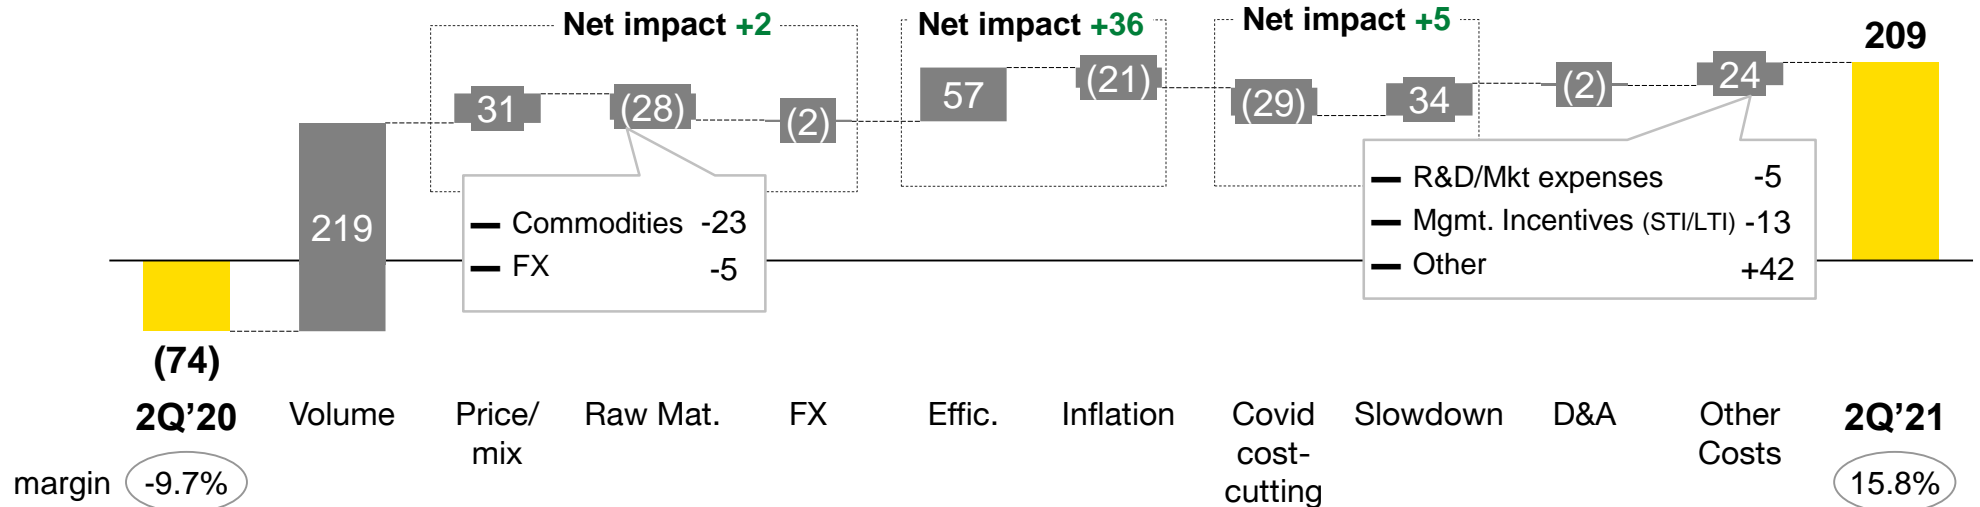 Net impact +2
Net impact +36
Net impact +5
209
31
(28)
(2)
57
(21)
(29)
34
(2)
24
219
Commodities -23
FX -5
R&D/Mkt expenses -5
Mgmt. Incentives (STI/LTI) -13
Other +42
(74)
2Q’20
Volume
Price/
mix
Raw Mat.
FX
Effic.
Inflation
Covid
cost-
cutting
Slowdown
D&A
Other
Costs
2Q’21
margin -9.7%
15.8%